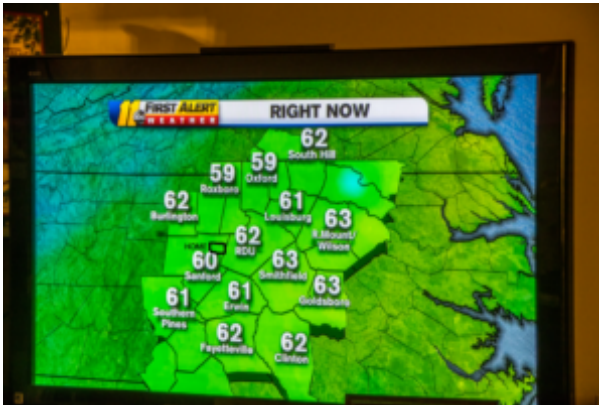 11 FIRST ALERT
WEATHER
RIGHT NOW
62
South Hill
59
Oxford
59
Roxboro
62
Burlington
61
Louisburg
63
R.Mount/
Wilson
62
RDU
HOME
60
Sanford
63
Smithfield
63
Goldsboro
61
Erwin
61
Southern
Pines
62
Fayetteville
62
Clinton